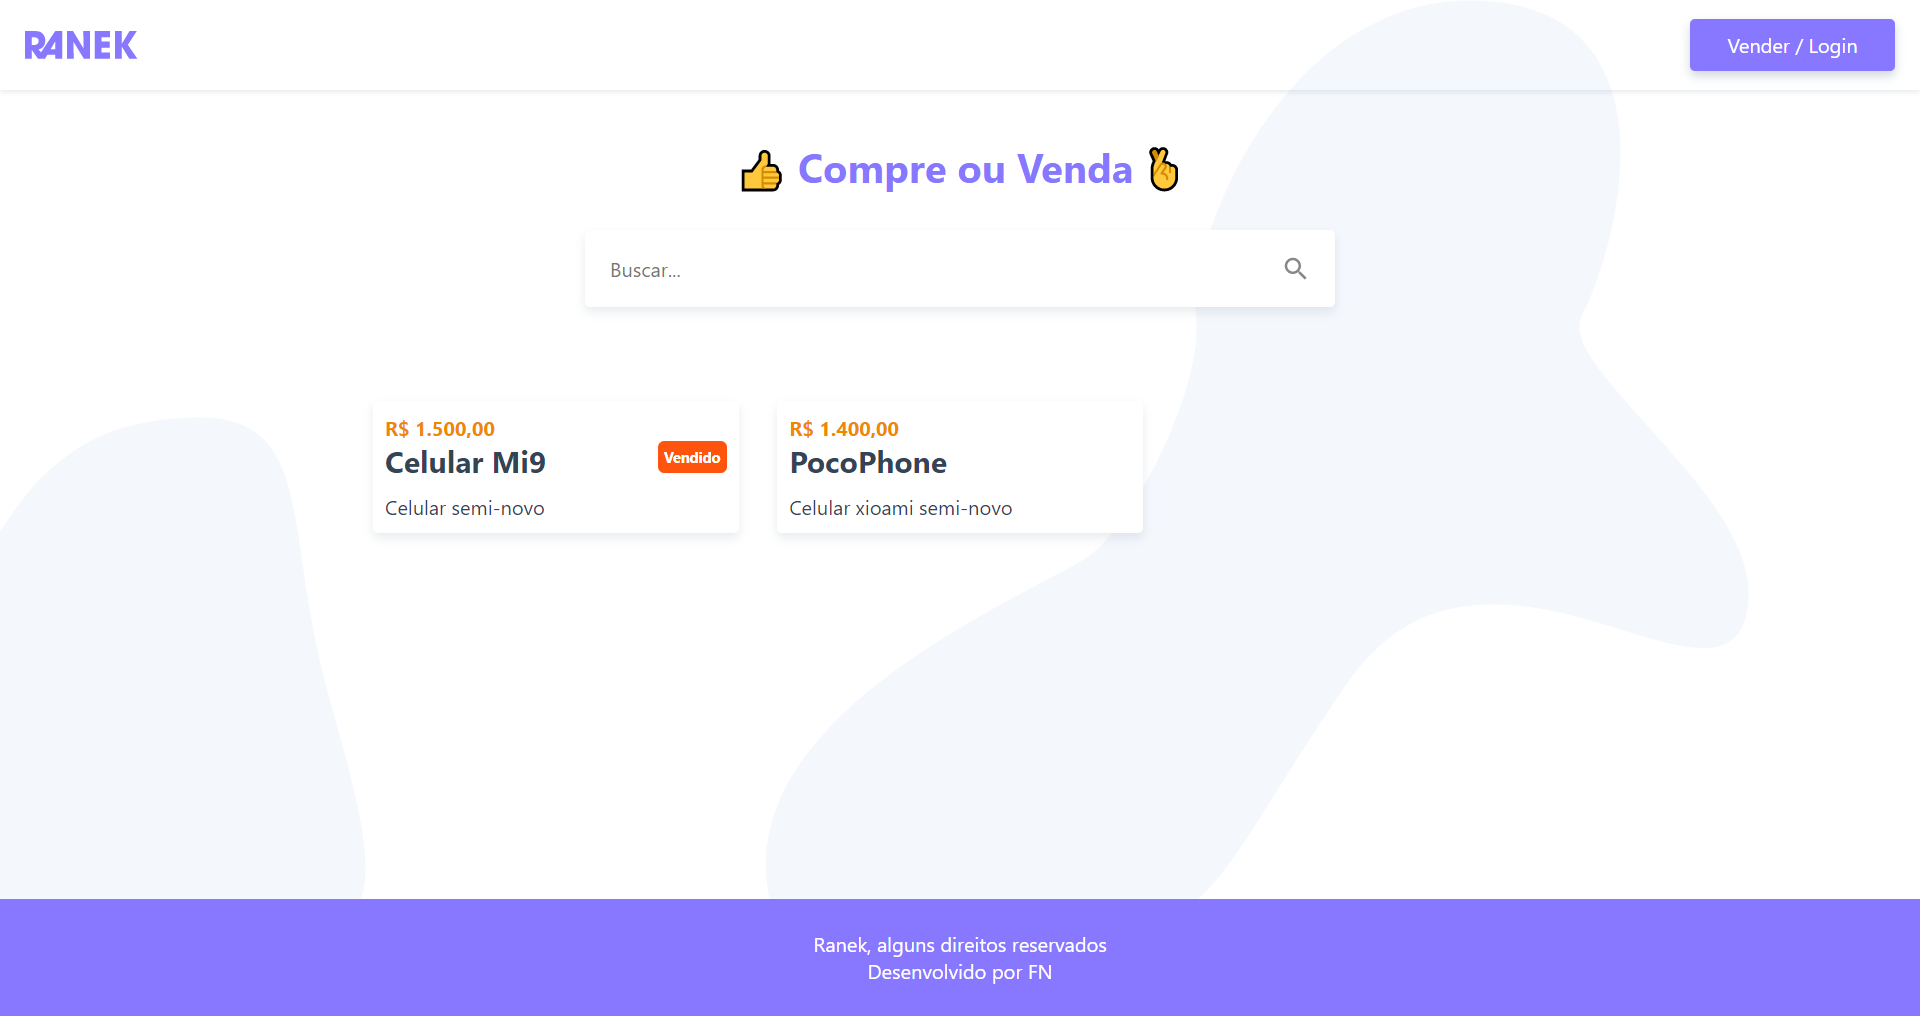 RANEK
Vender / Login
Compre ou Venda
Buscar...
R$ 1.500,00
Celular Mi9
Vendido
Celular semi-novo
R$ 1.400,00
PocoPhone
Celular xioami semi-novo
Ranek, alguns direitos reservados
Desenvolvido por FN